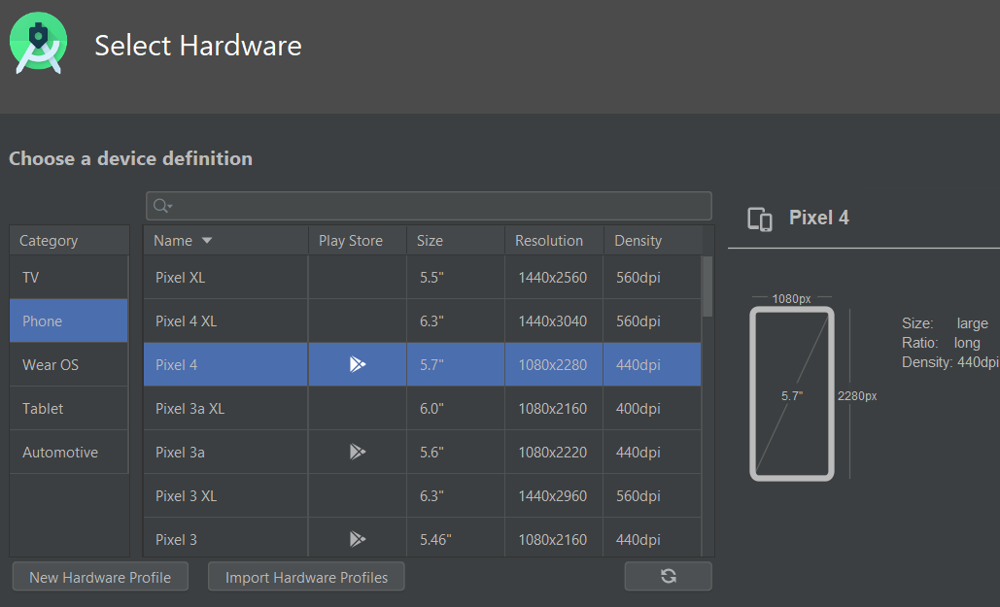 Select Hardware
Choose a device definition
Category
TV
Phone
Wear OS
Tablet
Automotive
Name Play Store Size Resolution Density
Pixel XL 5.5" 1440x2560 560dpi
Pixel 4 XL 6.3" 1440x3040 560dpi
Pixel 4 5.7" 1080x2280 440dpi
Pixel 3a XL 6.0" 1080x2160 400dpi
Pixel 3a 5.6" 1080x2220 440dpi
Pixel 3 XL 6.3" 1440x2960 560dpi
Pixel 3 5.46" 1080x2160 440dpi
New Hardware Profile Import Hardware Profiles
Pixel 4
1080px
5.7"
2280px
Size: large
Ratio: long
Density: 440dpi